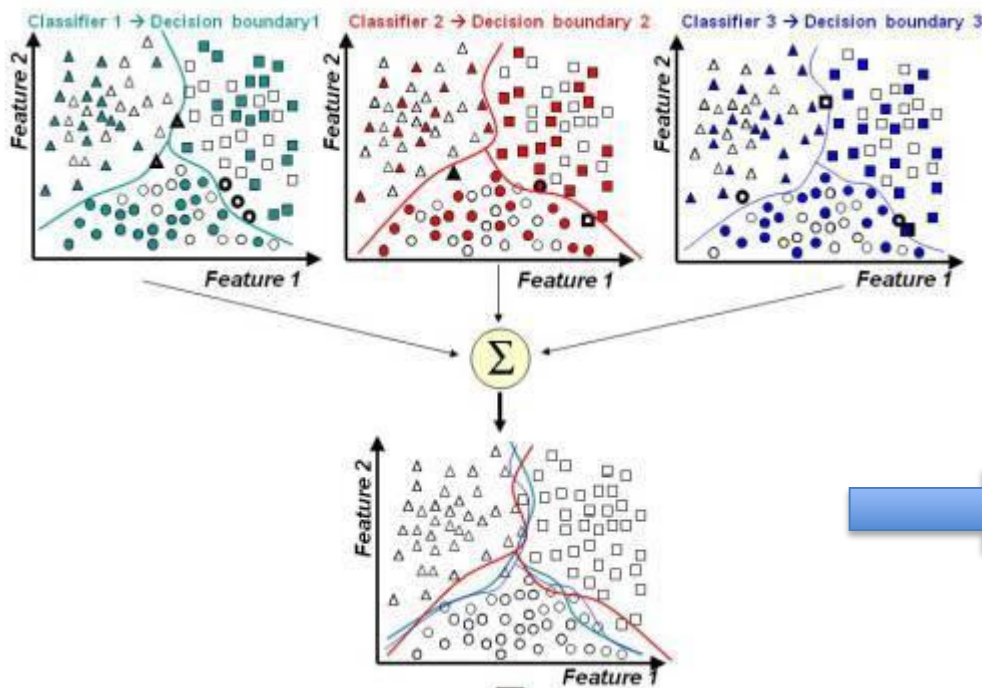 Classifier 1 → Decision boundary1
Classifier 2 → Decision boundary 2
Classifier 3 → Decision boundary 3
Feature 2
Feature 1
Feature 2
Feature 1
Feature 2
Feature 1
Σ
Feature 2
Feature 1